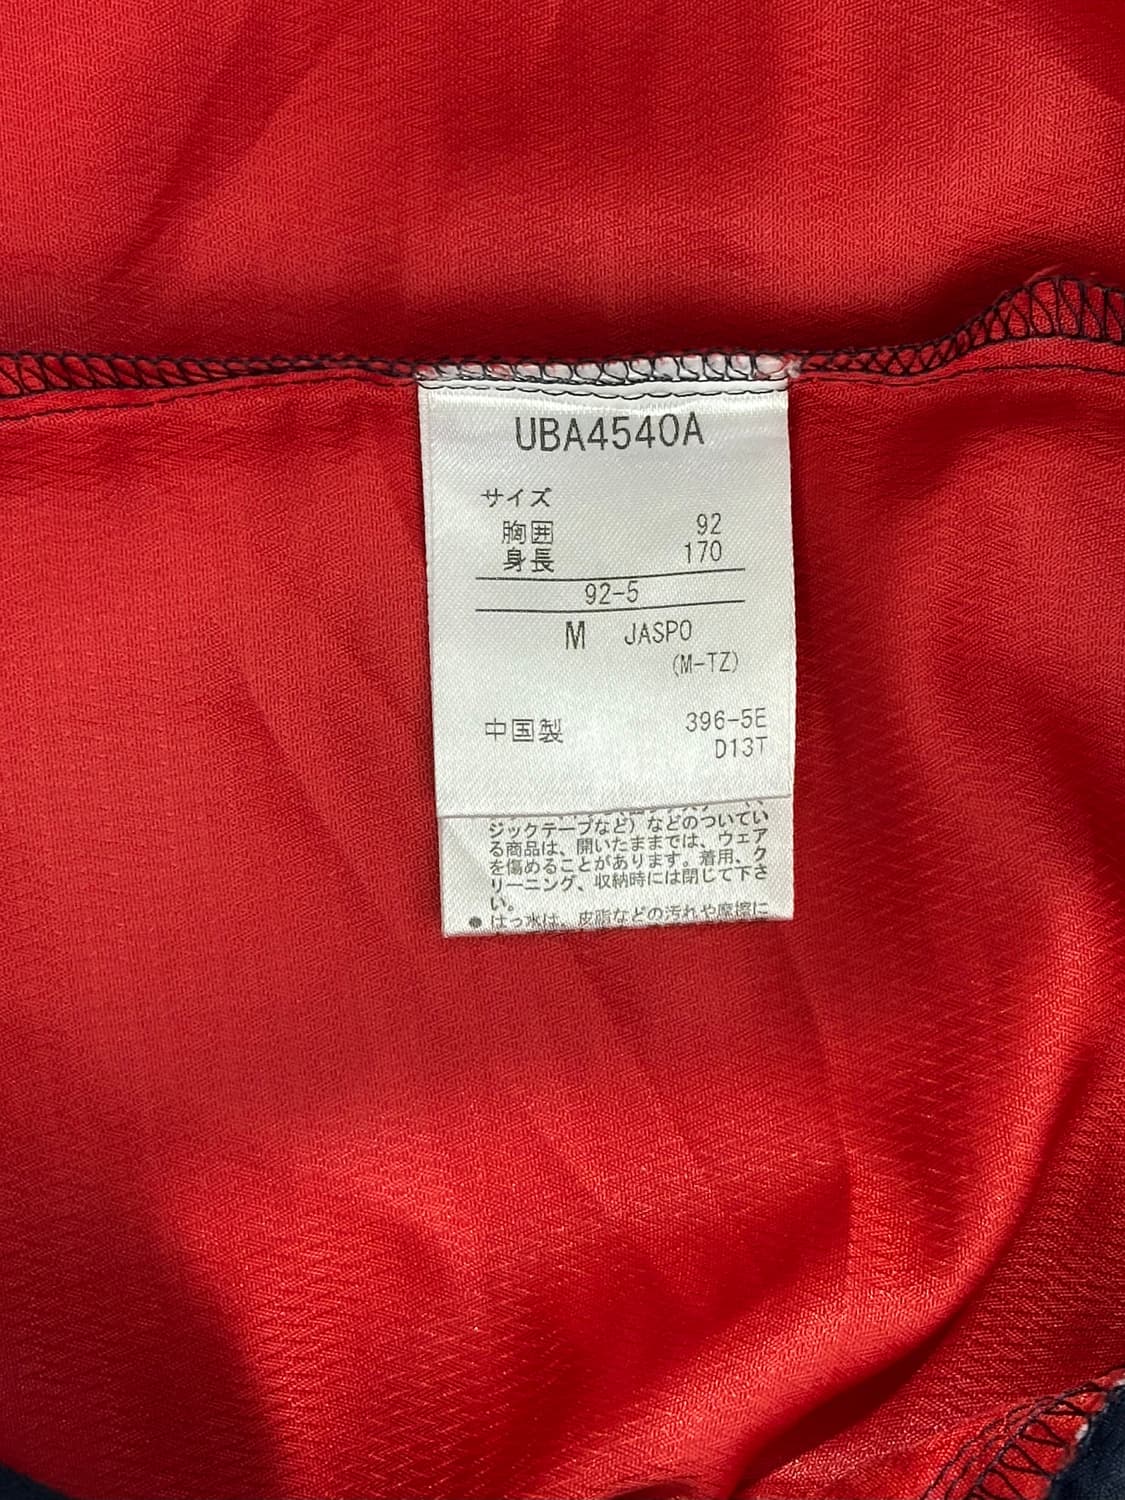 UBA4540A
サイズ
胸囲 92
身長 170
92-5
M JASPO
(M-TZ)
中国製 396-5E
D13T
ジックテープなど）などのついてい
る商品は、開いたままでは、ウェア
を傷めることがあります。着用、ク
リーニング、収納時には閉じて下さ
い。
● はっ水は、皮脂などの汚れや摩擦に